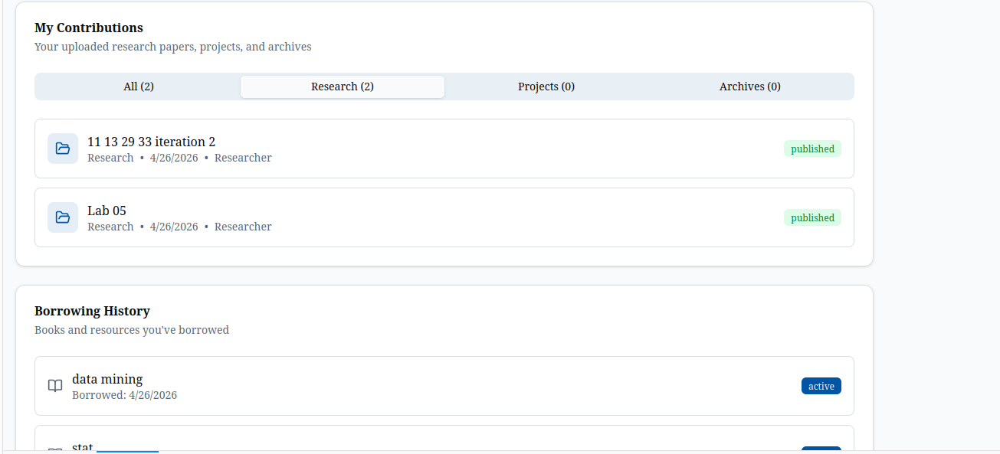 My Contributions
Your uploaded research papers, projects, and archives
All (2) Research (2) Projects (0) Archives (0)
11 13 29 33 iteration 2
published
Research • 4/26/2026 • Researcher
Lab 05
published
Research • 4/26/2026 • Researcher
Borrowing History
Books and resources you've borrowed
data mining
active
Borrowed: 4/26/2026
stat